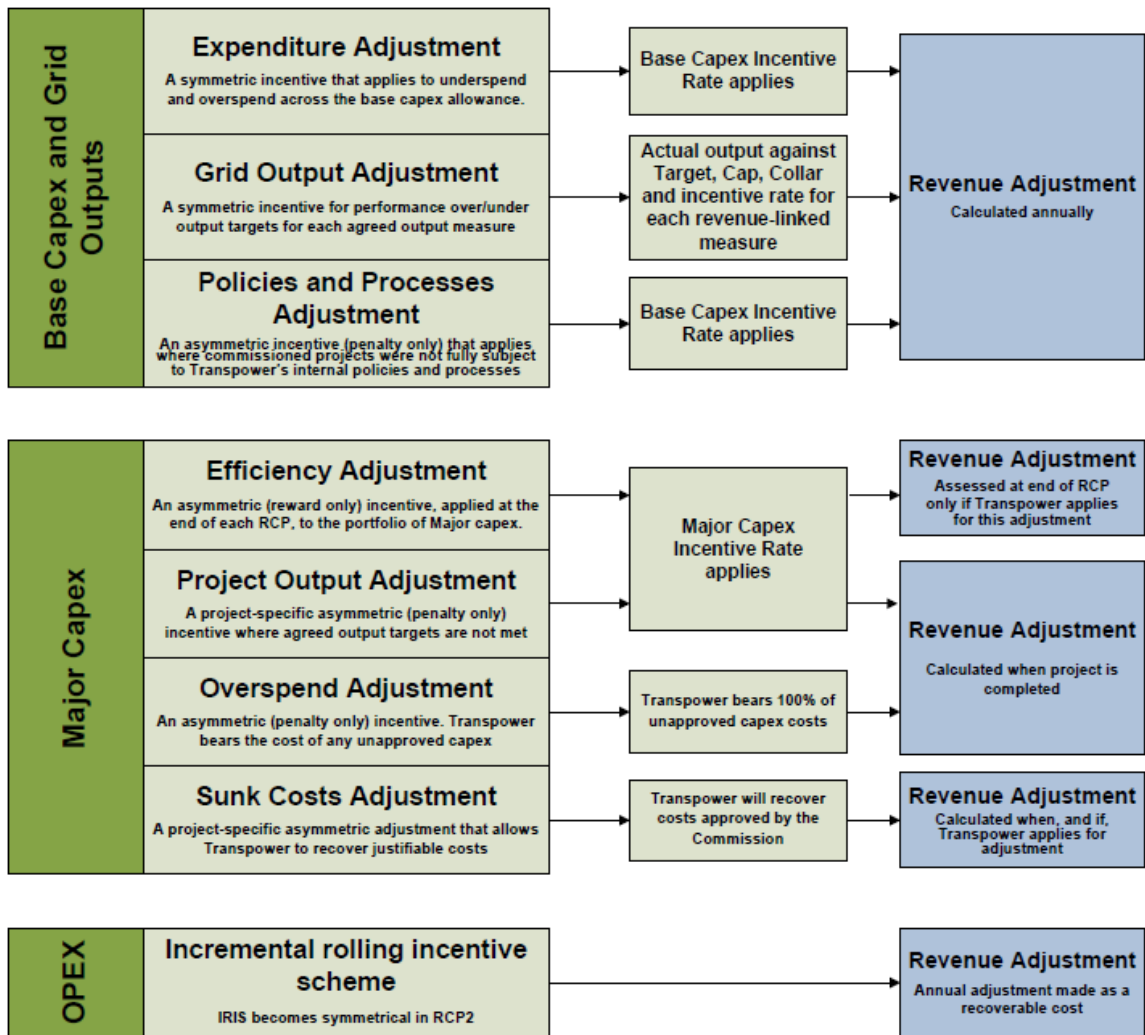 Base Capex and Grid
Outputs
Expenditure Adjustment
A symmetric incentive that applies to underspend
and overspend across the base capex allowance.
Base Capex Incentive
Rate applies
Grid Output Adjustment
A symmetric incentive for performance over/under
output targets for each agreed output measure
Actual output against
Target, Cap, Collar
and incentive rate for
each revenue-linked
measure
Policies and Processes
Adjustment
An asymmetric incentive (penalty only) that applies
where commissioned projects were not fully subject
to Transpower's internal policies and processes
Base Capex Incentive
Rate applies
Revenue Adjustment
Calculated annually
Major Capex
Efficiency Adjustment
An asymmetric (reward only) incentive, applied at the
end of each RCP, to the portfolio of Major capex.
Project Output Adjustment
A project-specific asymmetric (penalty only)
incentive where agreed output targets are not met
Major Capex
Incentive Rate
applies
Revenue Adjustment
Assessed at end of RCP
only if Transpower applies
for this adjustment
Overspend Adjustment
An asymmetric (penalty only) incentive. Transpower
bears the cost of any unapproved capex
Transpower bears 100% of
unapproved capex costs
Revenue Adjustment
Calculated when project is
completed
Sunk Costs Adjustment
A project-specific asymmetric adjustment that allows
Transpower to recover justifiable costs
Transpower will recover
costs approved by the
Commission
Revenue Adjustment
Calculated when, and if,
Transpower applies for
adjustment
OPEX
Incremental rolling incentive
scheme
IRIS becomes symmetrical in RCP2
Revenue Adjustment
Annual adjustment made as a
recoverable cost